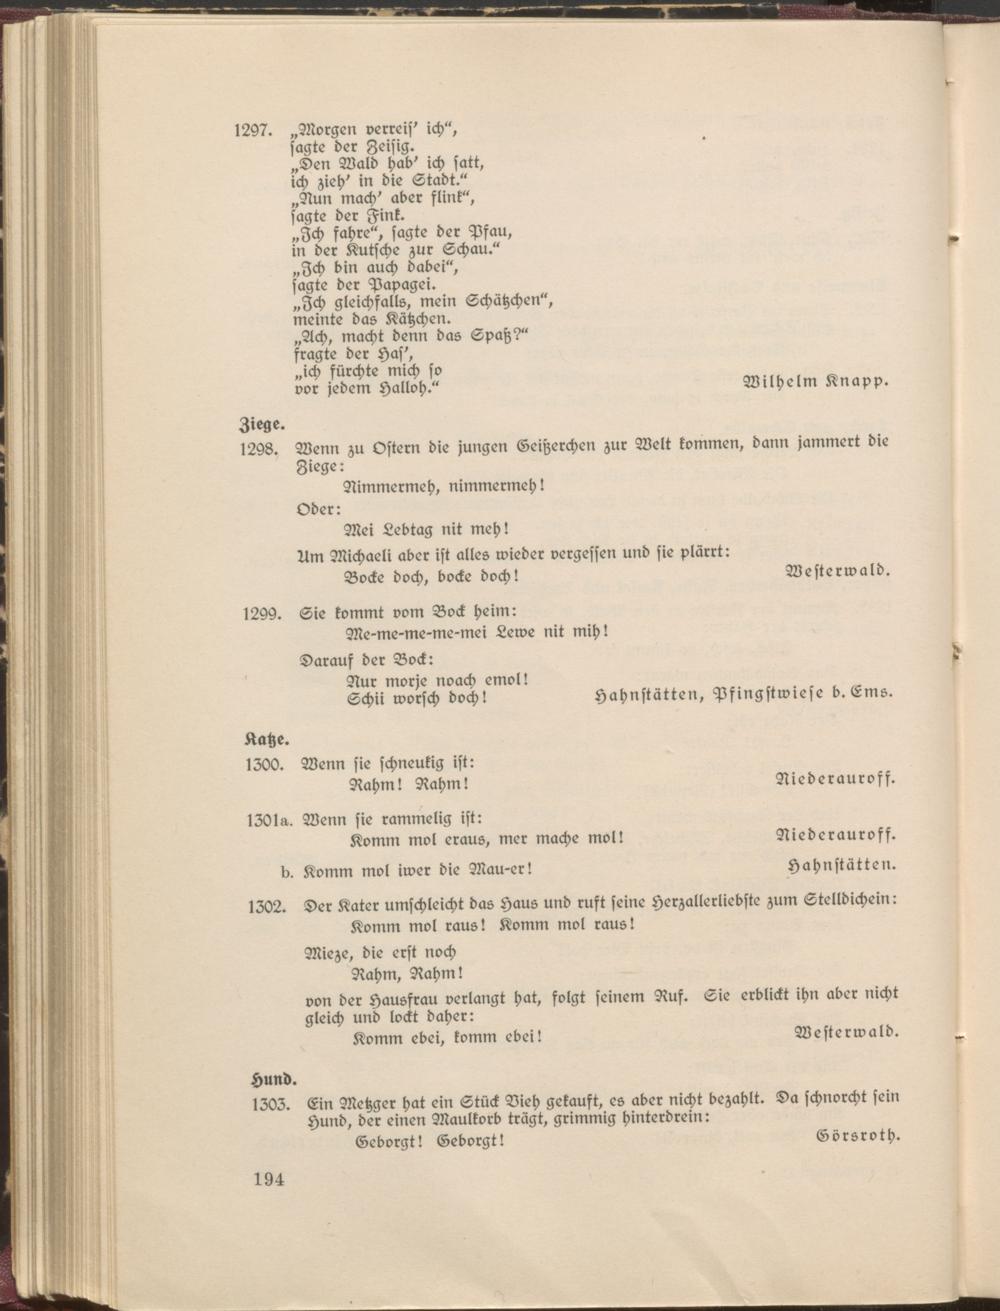 1297. „Morgen verreis' ich“,
sagte der Zeisig.
„Den Wald hab' ich satt,
ich zieh' in die Stadt.“
„Nun mach' aber flink“,
sagte der Fink.
„Ich fahre“, sagte der Pfau,
in der Kutsche zur Schau.“
„Ich bin auch dabei“,
sagte der Papagei.
„Ich gleichfalls, mein Schätzchen“,
meinte das Kätzchen.
„Ach, macht denn das Spaß?“
fragte der Has',
„ich fürchte mich so
vor jedem Halloh.“ Wilhelm Knapp.
Ziege.
1298. Wenn zu Ostern die jungen Geißerchen zur Welt kommen, dann jammert die
Ziege:
Nimmermeh, nimmermeh!
Oder:
Mei Lebtag nit meh!
Um Michaeli aber ist alles wieder vergessen und sie plärrt:
Bocke doch, bocke doch! Westerwald.
1299. Sie kommt vom Bock heim:
Me-me-me-me-mei Lewe nit mih!
Darauf der Bock:
Nur morje noach emol!
Schii worsch doch! Hahnstätten, Pfingstwiese b. Ems.
Katze.
1300. Wenn sie schneukig ist:
Rahm! Rahm! Niederauroff.
1301a. Wenn sie rammelig ist:
Komm mol eraus, mer mache mol! Niederauroff.
b. Komm mol iwer die Mau-er! Hahnstätten.
1302. Der Kater umschleicht das Haus und ruft seine Herzallerliebste zum Stelldichein:
Komm mol raus! Komm mol raus!
Mieze, die erst noch
Rahm, Rahm!
von der Hausfrau verlangt hat, folgt seinem Ruf. Sie erblickt ihn aber nicht
gleich und lockt daher:
Komm ebei, komm ebei! Westerwald.
Hund.
1303. Ein Metzger hat ein Stück Vieh gekauft, es aber nicht bezahlt. Da schnorcht sein
Hund, der einen Maulkorb trägt, grimmig hinterdrein:
Geborgt! Geborgt! Görsroth.
194